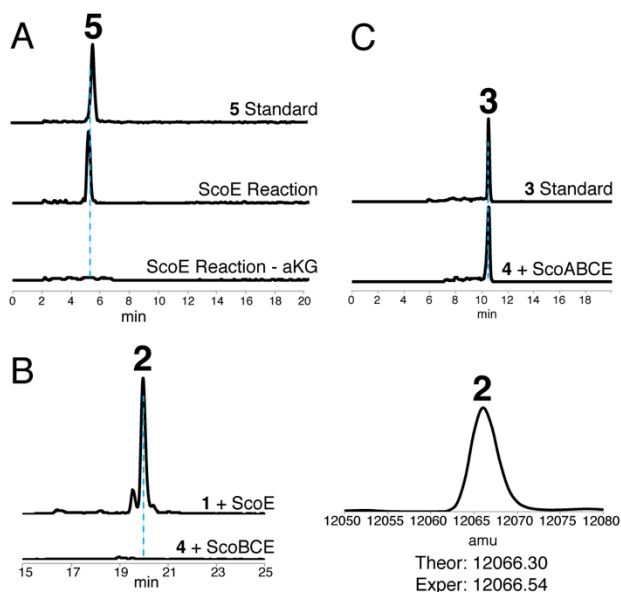 A
5
5 Standard
ScoE Reaction
ScoE Reaction - aKG
0 2 4 6 8 10 12 14 16 18 20
min
C
3
3 Standard
4 + ScoABCE
0 2 4 6 8 10 12 14 16 18
min
B
2
1 + ScoE
4 + ScoBCE
15 17 19 21 23 25
min
2
12050 12055 12060 12065 12070 12075 12080
amu
Theor: 12066.30
Exper: 12066.54